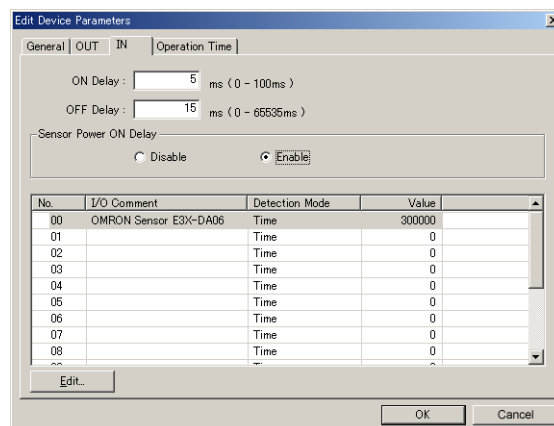 Edit Device Parameters
General OUT IN Operation Time
ON Delay : 5 ms ( 0 - 100ms )
OFF Delay : 15 ms ( 0 - 65535ms )
Sensor Power ON Delay
Disable Enable
No. I/O Comment Detection Mode Value
00 OMRON Sensor E3X-DA06 Time 300000
01 Time 0
02 Time 0
03 Time 0
04 Time 0
05 Time 0
06 Time 0
07 Time 0
08 Time 0
Edit...
OK Cancel